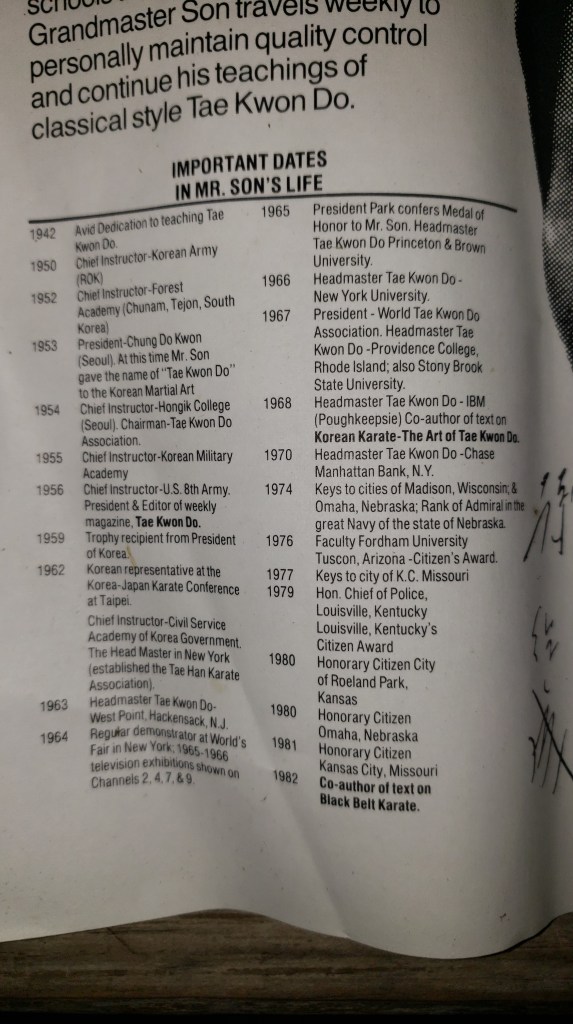 schools
Grandmaster Son travels weekly to
personally maintain quality control
and continue his teachings of
classical style Tae Kwon Do.
IMPORTANT DATES
IN MR. SON'S LIFE
1942 Avid Dedication to teaching Tae
Kwon Do.
1950 Chief Instructor-Korean Army
(ROK)
1952 Chief Instructor-Forest
Academy (Chunam, Tejon, South
Korea)
1953 President-Chung Do Kwon
(Seoul). At this time Mr. Son
gave the name of "Tae Kwon Do"
to the Korean Martial Art
1954 Chief Instructor-Hongik College
(Seoul). Chairman-Tae Kwon Do
Association.
1955 Chief Instructor-Korean Military
Academy
1956 Chief Instructor-U.S. 8th Army.
President & Editor of weekly
magazine, Tae Kwon Do.
1959 Trophy recipient from President
of Korea.
1962 Korean representative at the
Korea-Japan Karate Conference
at Taipei.
Chief Instructor-Civil Service
Academy of Korea Government.
The Head Master in New York
(established the Tae Han Karate
Association).
1963 Headmaster Tae Kwon Do-
West Point, Hackensack, N.J.
1964 Regular demonstrator at World's
Fair in New York; 1965-1966
television exhibitions shown on
Channels 2, 4, 7, & 9.
1965 President Park confers Medal of
Honor to Mr. Son. Headmaster
Tae Kwon Do Princeton & Brown
University.
1966 Headmaster Tae Kwon Do -
New York University.
1967 President - World Tae Kwon Do
Association. Headmaster Tae
Kwon Do -Providence College,
Rhode Island; also Stony Brook
State University.
1968 Headmaster Tae Kwon Do - IBM
(Poughkeepsie) Co-author of text on
Korean Karate-The Art of Tae Kwon Do.
1970 Headmaster Tae Kwon Do -Chase
Manhattan Bank, N.Y.
1974 Keys to cities of Madison, Wisconsin; &
Omaha, Nebraska; Rank of Admiral in the
great Navy of the state of Nebraska.
1976 Faculty Fordham University
Tuscon, Arizona -Citizen's Award.
1977 Keys to city of K.C. Missouri
1979 Hon. Chief of Police,
Louisville, Kentucky
Louisville, Kentucky's
Citizen Award
1980 Honorary Citizen City
of Roeland Park,
Kansas
1980 Honorary Citizen
Omaha, Nebraska
1981 Honorary Citizen
Kansas City, Missouri
1982 Co-author of text on
Black Belt Karate.